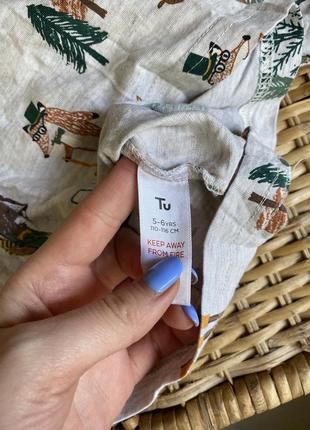 Tu
5-6YRS
110-116 CM
KEEP AWAY
FROM FIRE